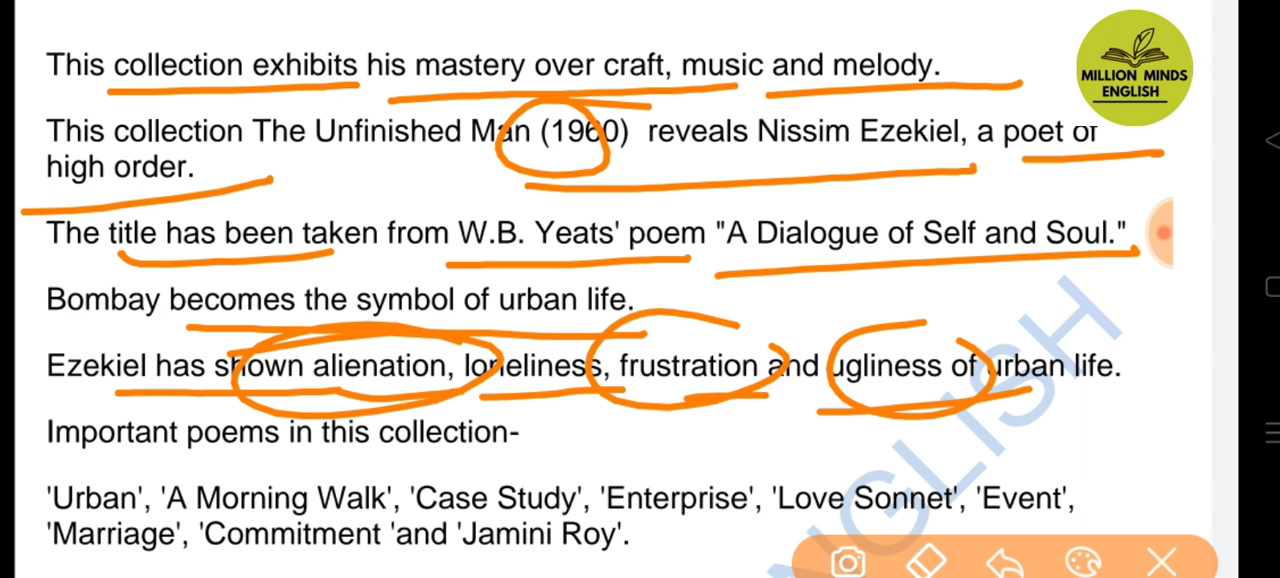 This collection exhibits his mastery over craft, music and melody.
MILLION MINDS
ENGLISH
This collection The Unfinished Man (1960) reveals Nissim Ezekiel, a poet of
high order.
The title has been taken from W.B. Yeats' poem "A Dialogue of Self and Soul."
Bombay becomes the symbol of urban life.
Ezekiel has shown alienation, loneliness, frustration and ugliness of urban life.
Important poems in this collection-
'Urban', 'A Morning Walk', 'Case Study', 'Enterprise', 'Love Sonnet', 'Event',
'Marriage', 'Commitment 'and 'Jamini Roy'.
ENGLISH